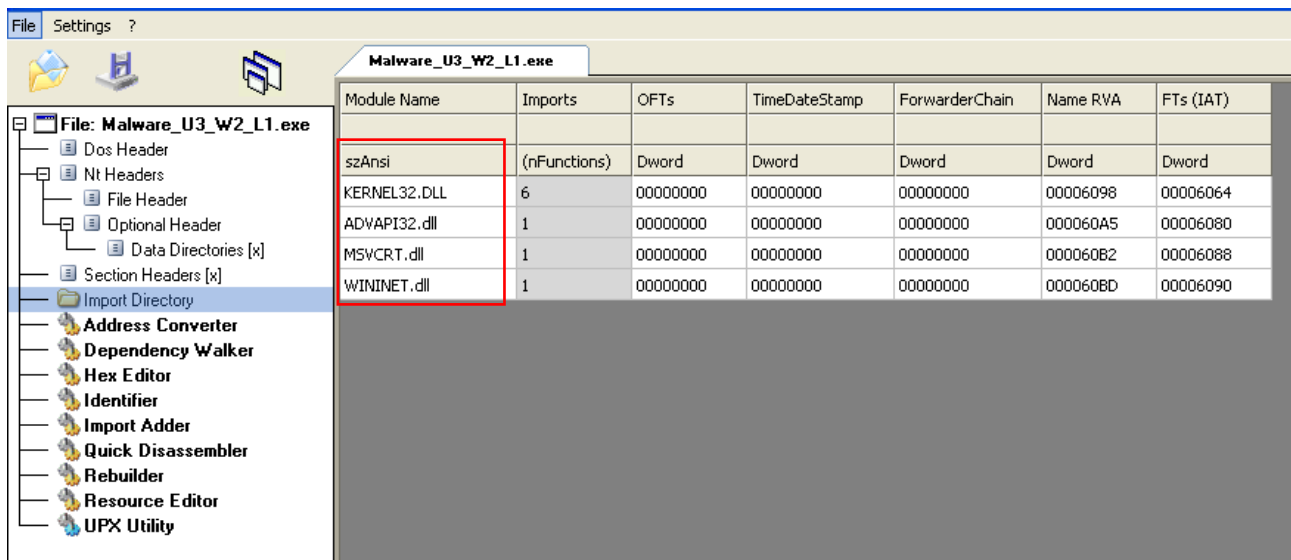 File Settings ?
Malware_U3_W2_L1.exe
File: Malware_U3_W2_L1.exe
Dos Header
Nt Headers
File Header
Optional Header
Data Directories [x]
Section Headers [x]
Import Directory
Address Converter
Dependency Walker
Hex Editor
Identifier
Import Adder
Quick Disassembler
Rebuilder
Resource Editor
UPX Utility
Module Name Imports OFTs TimeDateStamp ForwarderChain Name RVA FTs (IAT)
szAnsi (nFunctions) Dword Dword Dword Dword Dword
KERNEL32.DLL 6 00000000 00000000 00000000 00006098 00006064
ADVAPI32.dll 1 00000000 00000000 00000000 000060A5 00006080
MSVCRT.dll 1 00000000 00000000 00000000 000060B2 00006088
WININET.dll 1 00000000 00000000 00000000 000060BD 00006090